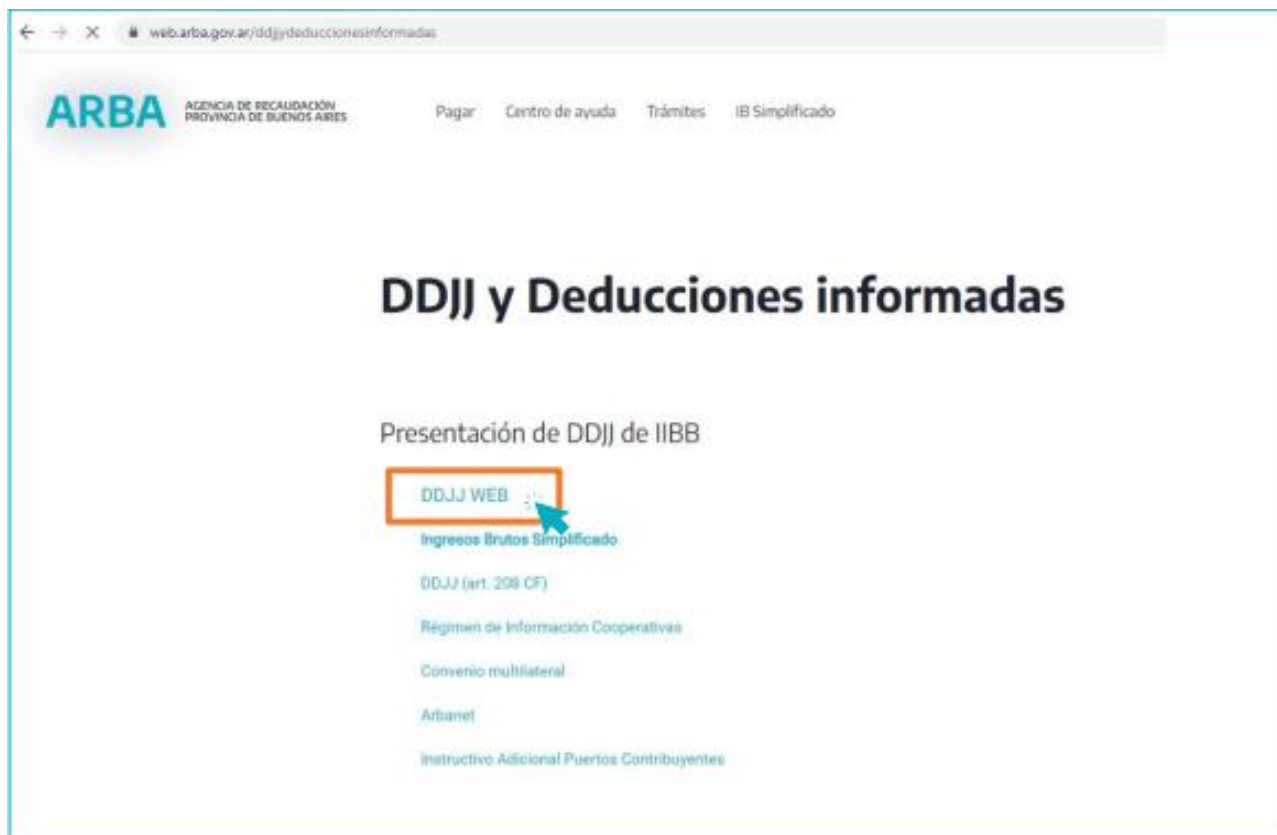 web.arba.gov.ar/ddjjydeduccionesinformadas
ARBA
AGENCIA DE RECAUDACIÓN
PROVINCIA DE BUENOS AIRES
Pagar Centro de ayuda Trámites IB Simplificado
DDJJ y Deducciones informadas
Presentación de DDJJ de IIBB
DDJJ WEB
Ingresos Brutos Simplificado
DDJJ (art. 208 CF)
Régimen de Información Cooperativas
Convenio multilateral
Arbanet
Instructivo Adicional Puertos Contribuyentes